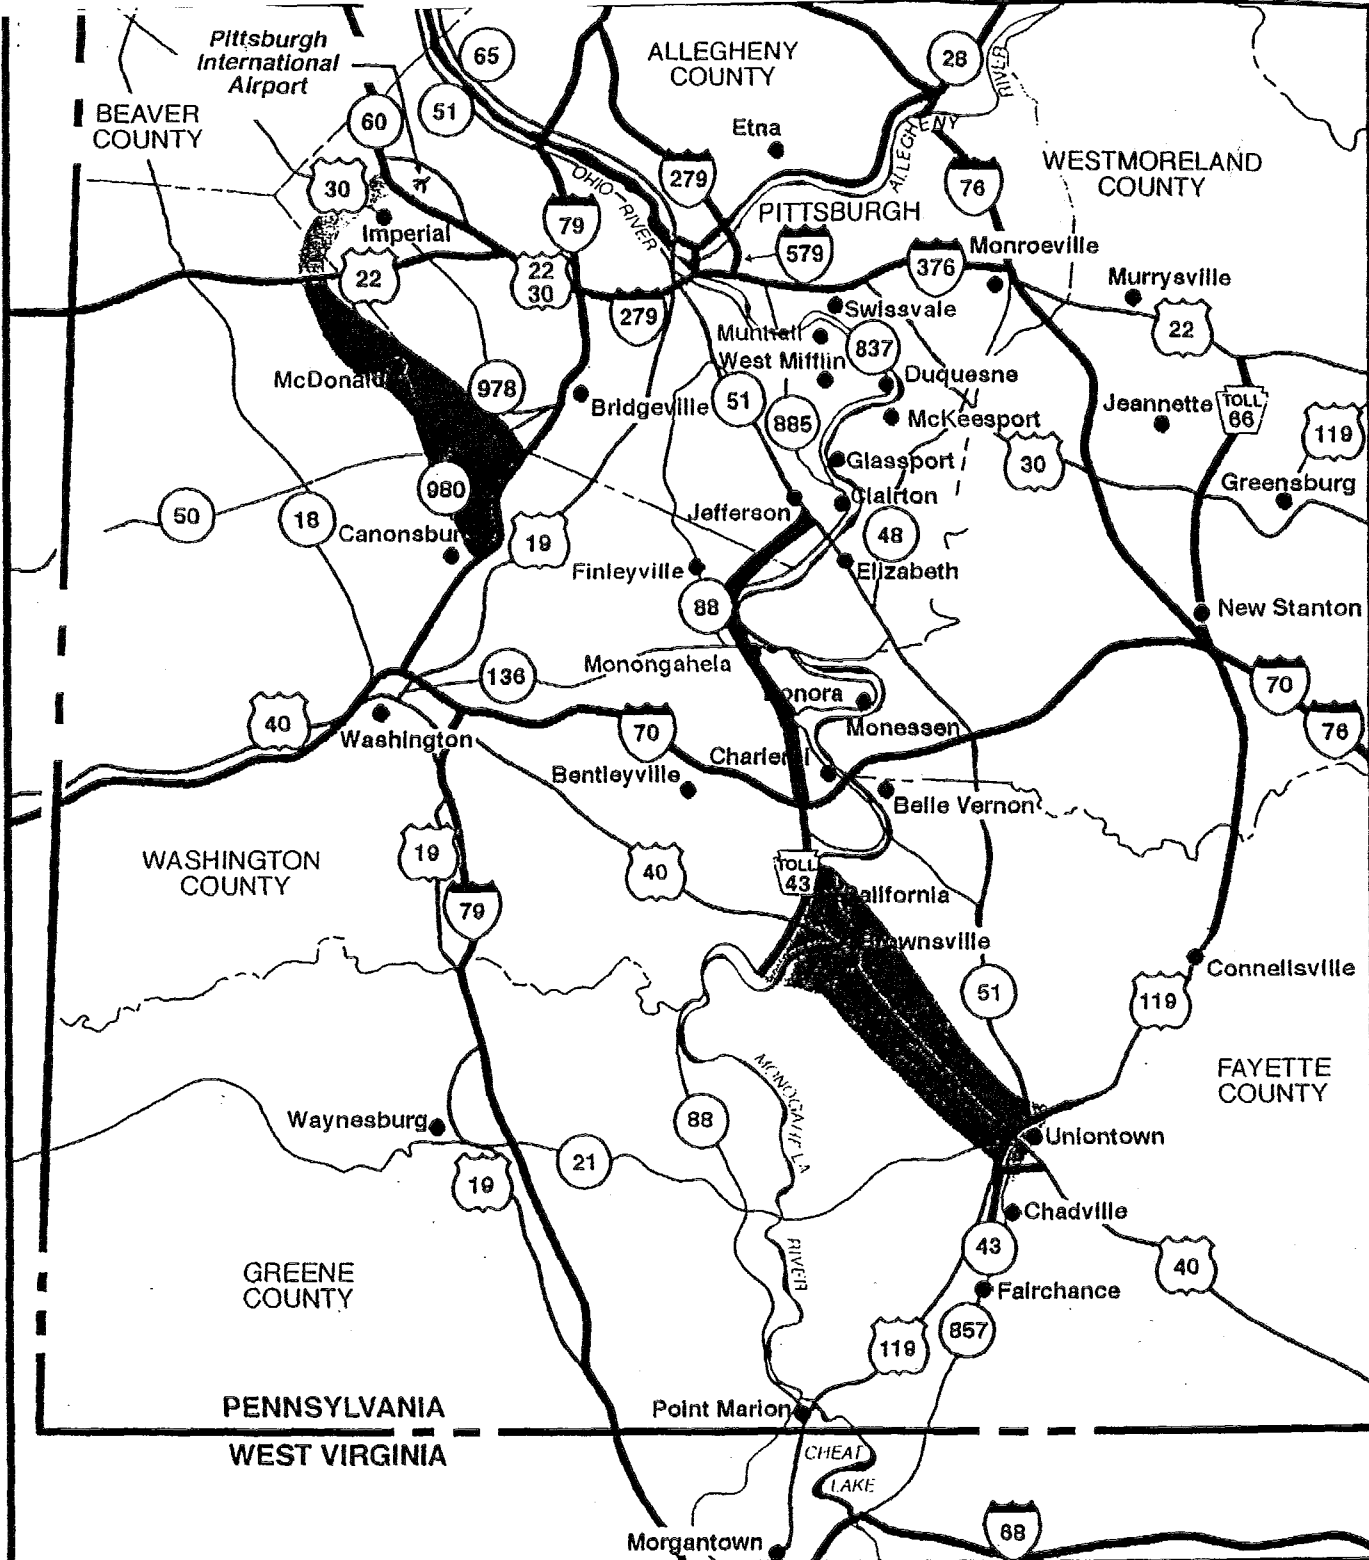 Pittsburgh
International
Airport
65
ALLEGHENY
COUNTY
28
RIVER
BEAVER
COUNTY
60
51
Etna
ALLEGHENY
WESTMORELAND
COUNTY
30
OHIO RIVER
279
76
Imperial
79
PITTSBURGH
579
376
Monroeville
22
22
30
279
Murrysville
Swissvale
Munhall
837
22
West Mifflin
McDonald
978
Bridgeville
51
885
Duquesne
McKeesport
Jeannette
TOLL
66
119
980
Glassport
30
Greensburg
50
18
Canonsbur
19
Jefferson
Clairton
48
Finleyville
Elizabeth
88
New Stanton
136
Monongahela
70
40
Donora
Monessen
76
Washington
70
Charleroi
Bentleyville
Belle Vernon
WASHINGTON
COUNTY
19
40
TOLL
43
California
79
Brownsville
51
Connellsville
119
MONOGAHELA
FAYETTE
COUNTY
Waynesburg
88
Uniontown
21
19
Chadville
RIVER
43
40
GREENE
COUNTY
Fairchance
119
857
PENNSYLVANIA
Point Marion
WEST VIRGINIA
CHEAT
LAKE
68
Morgantown